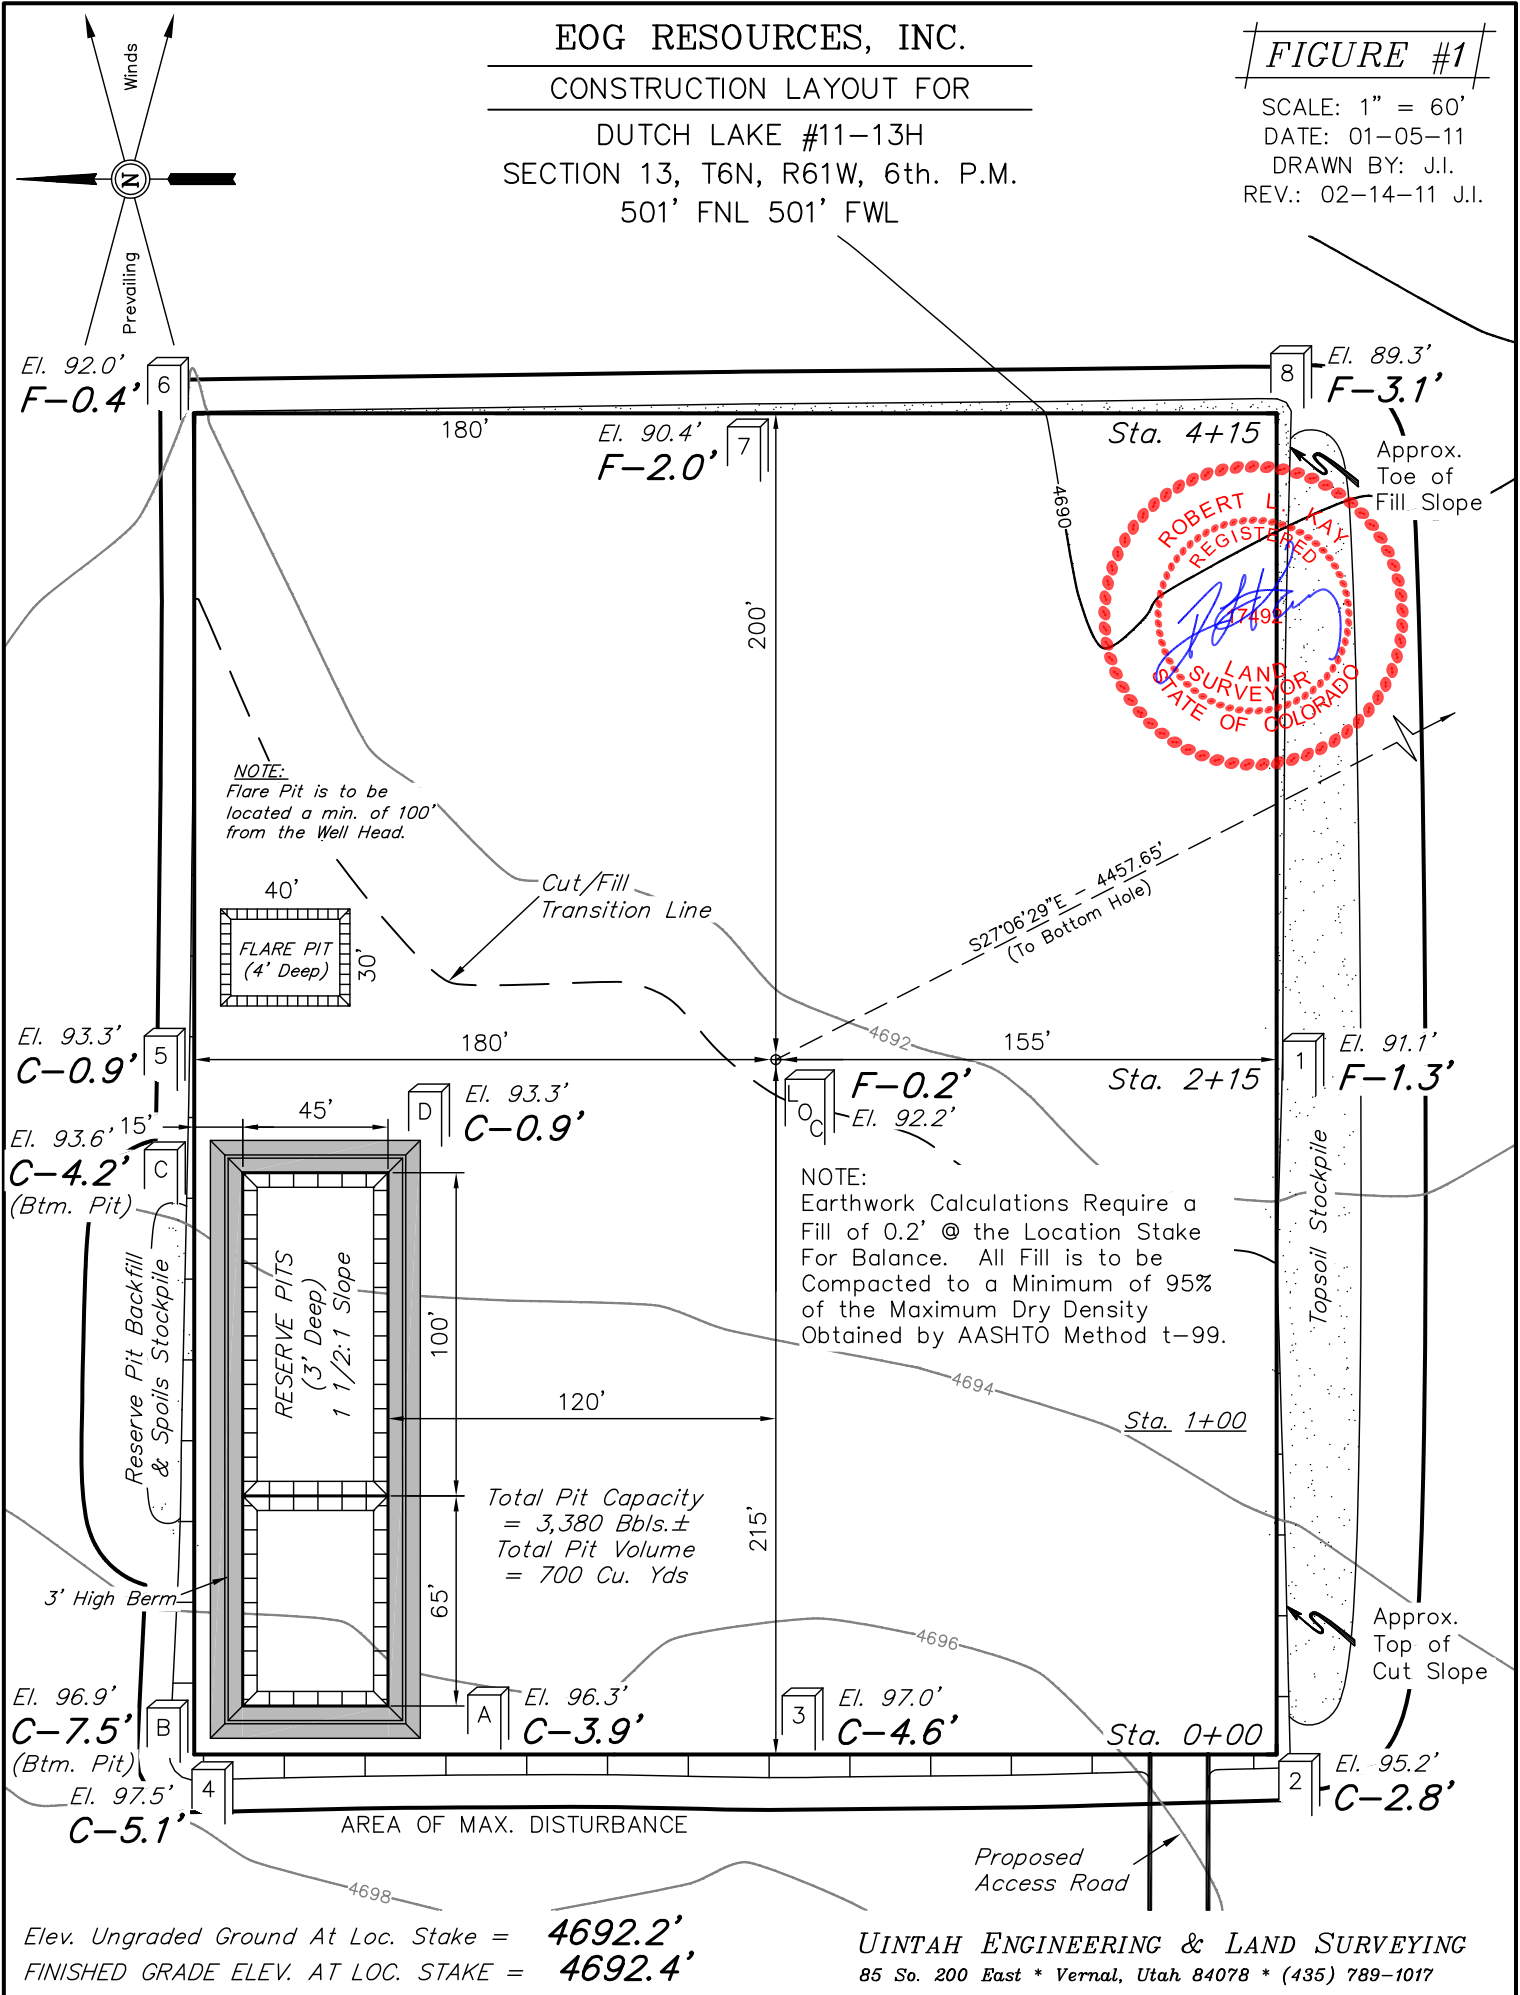 EOG RESOURCES, INC.
CONSTRUCTION LAYOUT FOR
DUTCH LAKE #11-13H
SECTION 13, T6N, R61W, 6th. P.M.
501' FNL 501' FWL
FIGURE #1
SCALE: 1" = 60'
DATE: 01-05-11
DRAWN BY: J.I.
REV.: 02-14-11 J.I.
Winds
N
Prevailing
El. 92.0'
F-0.4'
6
El. 89.3'
F-3.1'
8
180'
El. 90.4'
F-2.0'
7
Sta. 4+15
Approx.
Toe of
Fill Slope
4690
ROBERT L. KAY
REGISTERED
17492
LAND
SURVEYOR
STATE OF COLORADO
200'
NOTE:
Flare Pit is to be
located a min. of 100'
from the Well Head.
40'
FLARE PIT
(4' Deep)
30'
Cut/Fill
Transition Line
S27°06'29"E - 4457.65'
(To Bottom Hole)
4692
El. 93.3'
C-0.9'
5
180'
155'
Sta. 2+15
1
El. 91.1'
F-1.3'
LOC
F-0.2'
El. 92.2'
15'
45'
D
El. 93.3'
C-0.9'
El. 93.6'
C-4.2'
(Btm. Pit)
C
NOTE:
Earthwork Calculations Require a
Fill of 0.2' @ the Location Stake
For Balance. All Fill is to be
Compacted to a Minimum of 95%
of the Maximum Dry Density
Obtained by AASHTO Method t-99.
Topsoil Stockpile
Reserve Pit Backfill
& Spoils Stockpile
RESERVE PITS
(3' Deep)
1 1/2:1 Slope
100'
120'
4694
Sta. 1+00
Total Pit Capacity
= 3,380 Bbls.±
Total Pit Volume
= 700 Cu. Yds
215'
65'
3' High Berm
4696
Approx.
Top of
Cut Slope
El. 96.9'
C-7.5'
(Btm. Pit)
B
A
El. 96.3'
C-3.9'
3
El. 97.0'
C-4.6'
Sta. 0+00
El. 97.5'
C-5.1'
4
2
El. 95.2'
C-2.8'
AREA OF MAX. DISTURBANCE
Proposed
Access Road
4698
Elev. Ungraded Ground At Loc. Stake = 4692.2'
FINISHED GRADE ELEV. AT LOC. STAKE = 4692.4'
UINTAH ENGINEERING & LAND SURVEYING
85 So. 200 East * Vernal, Utah 84078 * (435) 789-1017